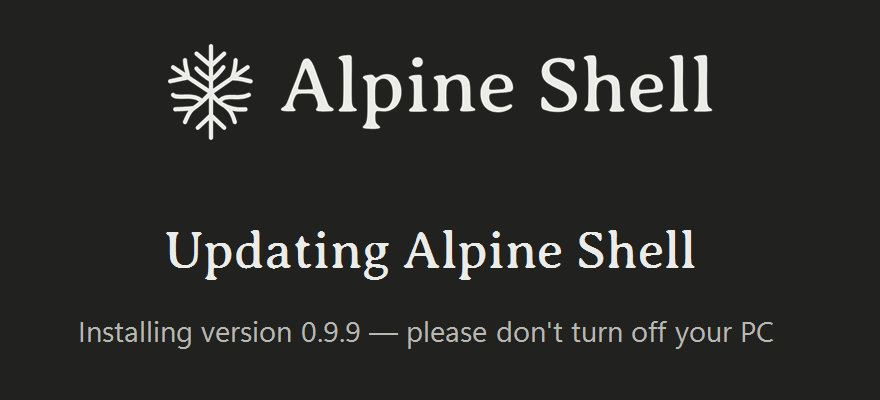 Alpine Shell
Updating Alpine Shell
Installing version 0.9.9 — please don't turn off your PC